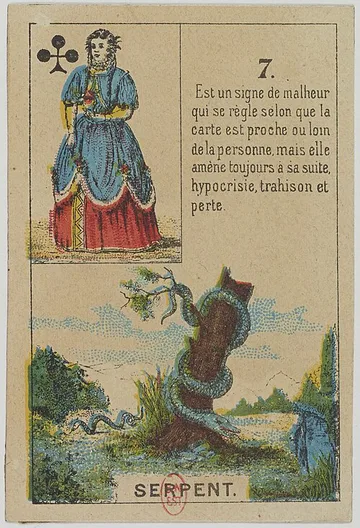 7.
Est un signe de malheur
qui se règle selon que la
carte est proche ou loin
de la personne, mais elle
amène toujours à sa suite,
hypocrisie, trahison et
perte.
SERPENT.